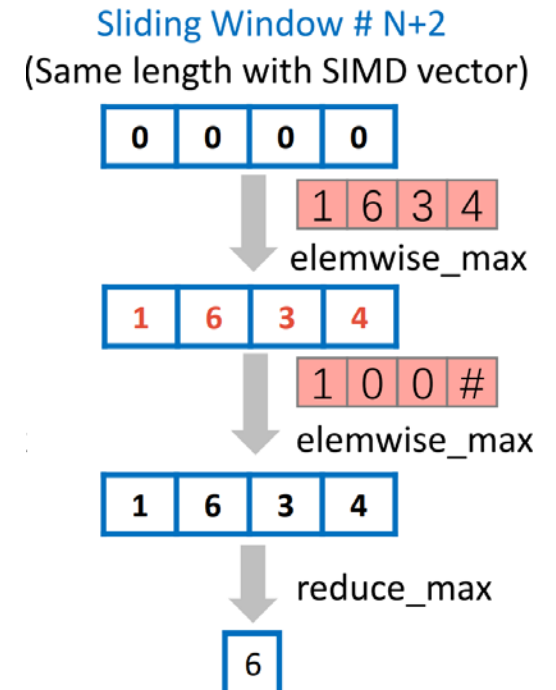 Sliding Window # N+2
(Same length with SIMD vector)
0 0 0 0
1 6 3 4
elemwise_max
1 6 3 4
1 0 0 #
elemwise_max
1 6 3 4
reduce_max
6